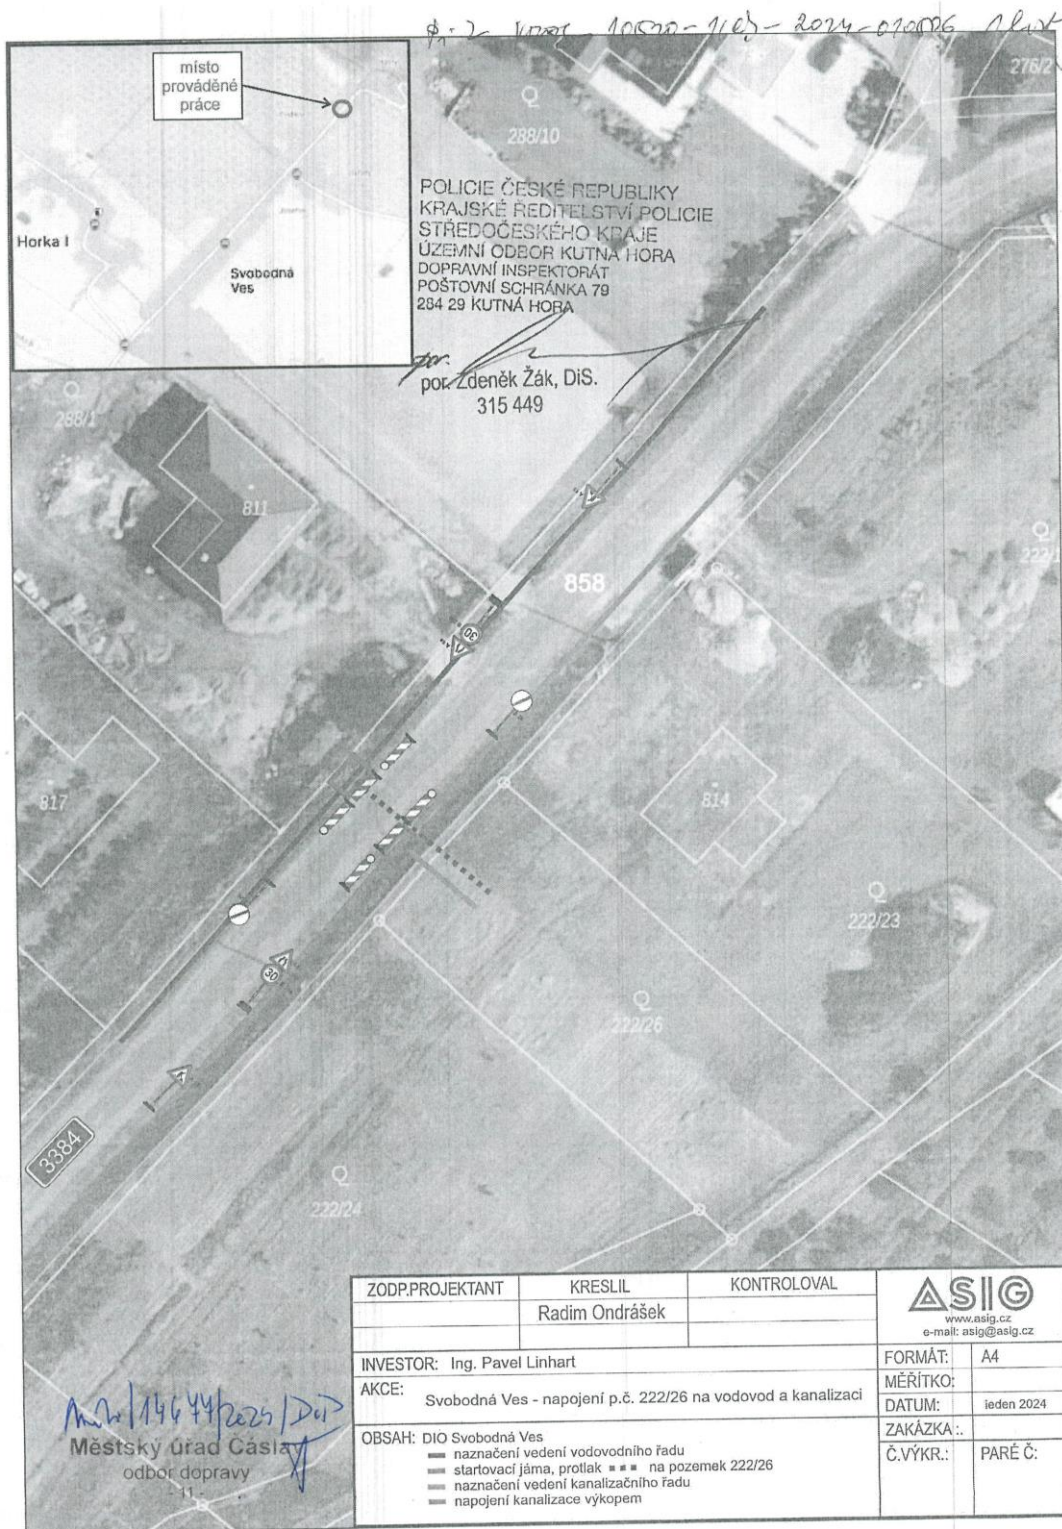 2024
místo
prováděné
práce
Horka I
Svobodná
Ves
276/2
288/10
POLICIE ČESKÉ REPUBLIKY
KRAJSKÉ ŘEDITELSTVÍ POLICIE
STŘEDOČESKÉHO KRAJE
ÚZEMNÍ ODBOR KUTNÁ HORA
DOPRAVNÍ INSPEKTORÁT
POŠTOVNÍ SCHRÁNKA 79
284 29 KUTNÁ HORA
por.
por. Zdeněk Žák, DiS.
315 449
288/1
811
858
30
817
814
222/23
30
222/26
3384
222/24
ZODP.PROJEKTANT KRESLIL KONTROLOVAL
Radim Ondrášek
ASIG
www.asig.cz
e-mail: asig@asig.cz
INVESTOR: Ing. Pavel Linhart
AKCE: Svobodná Ves - napojení p.č. 222/26 na vodovod a kanalizaci
FORMÁT: A4
MĚŘÍTKO:
DATUM: leden 2024
ZAKÁZKA:.
Č.VÝKR.: PARÉ Č:
OBSAH: DIO Svobodná Ves
naznačení vedení vodovodního řadu
startovací jáma, protlak na pozemek 222/26
naznačení vedení kanalizačního řadu
napojení kanalizace výkopem
Městský úřad Čáslav
odbor dopravy
- 11 -